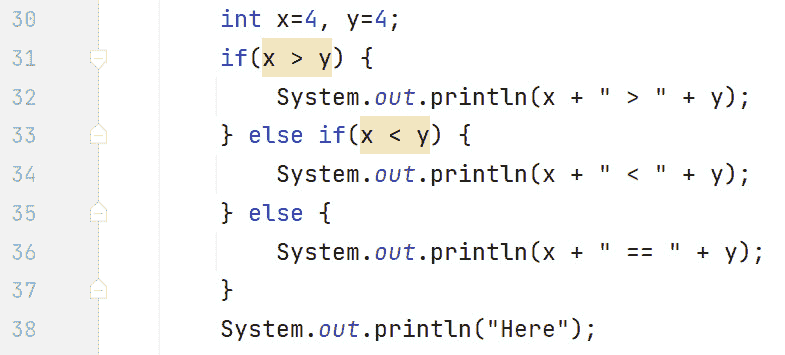 30 int x=4, y=4;
31 if(x > y) {
32 System.out.println(x + " > " + y);
33 } else if(x < y) {
34 System.out.println(x + " < " + y);
35 } else {
36 System.out.println(x + " == " + y);
37 }
38 System.out.println("Here");